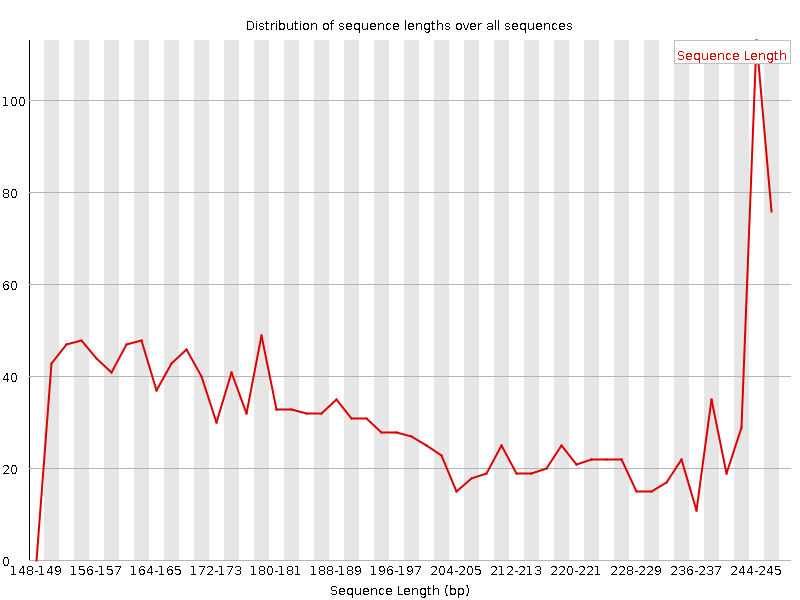 Distribution of sequence lengths over all sequences
Sequence Length
100
80
60
40
20
0
148-149 156-157 164-165 172-173 180-181 188-189 196-197 204-205 212-213 220-221 228-229 236-237 244-245
Sequence Length (bp)